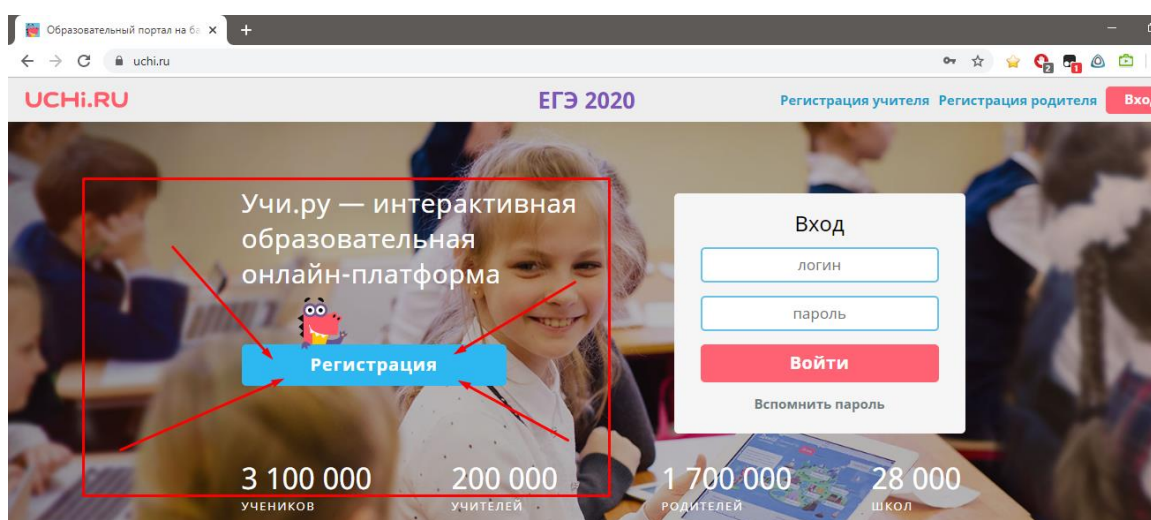 Образовательный портал на ба
uchi.ru
2
1
UCHi.RU
ЕГЭ 2020
Регистрация учителя Регистрация родителя
Учи.ру — интерактивная
образовательная
онлайн-платформа
Регистрация
Вход
логин
пароль
Войти
Вспомнить пароль
3 100 000 200 000 1 700 000 28 000
УЧЕНИКОВ УЧИТЕЛЕЙ РОДИТЕЛЕЙ ШКОЛ